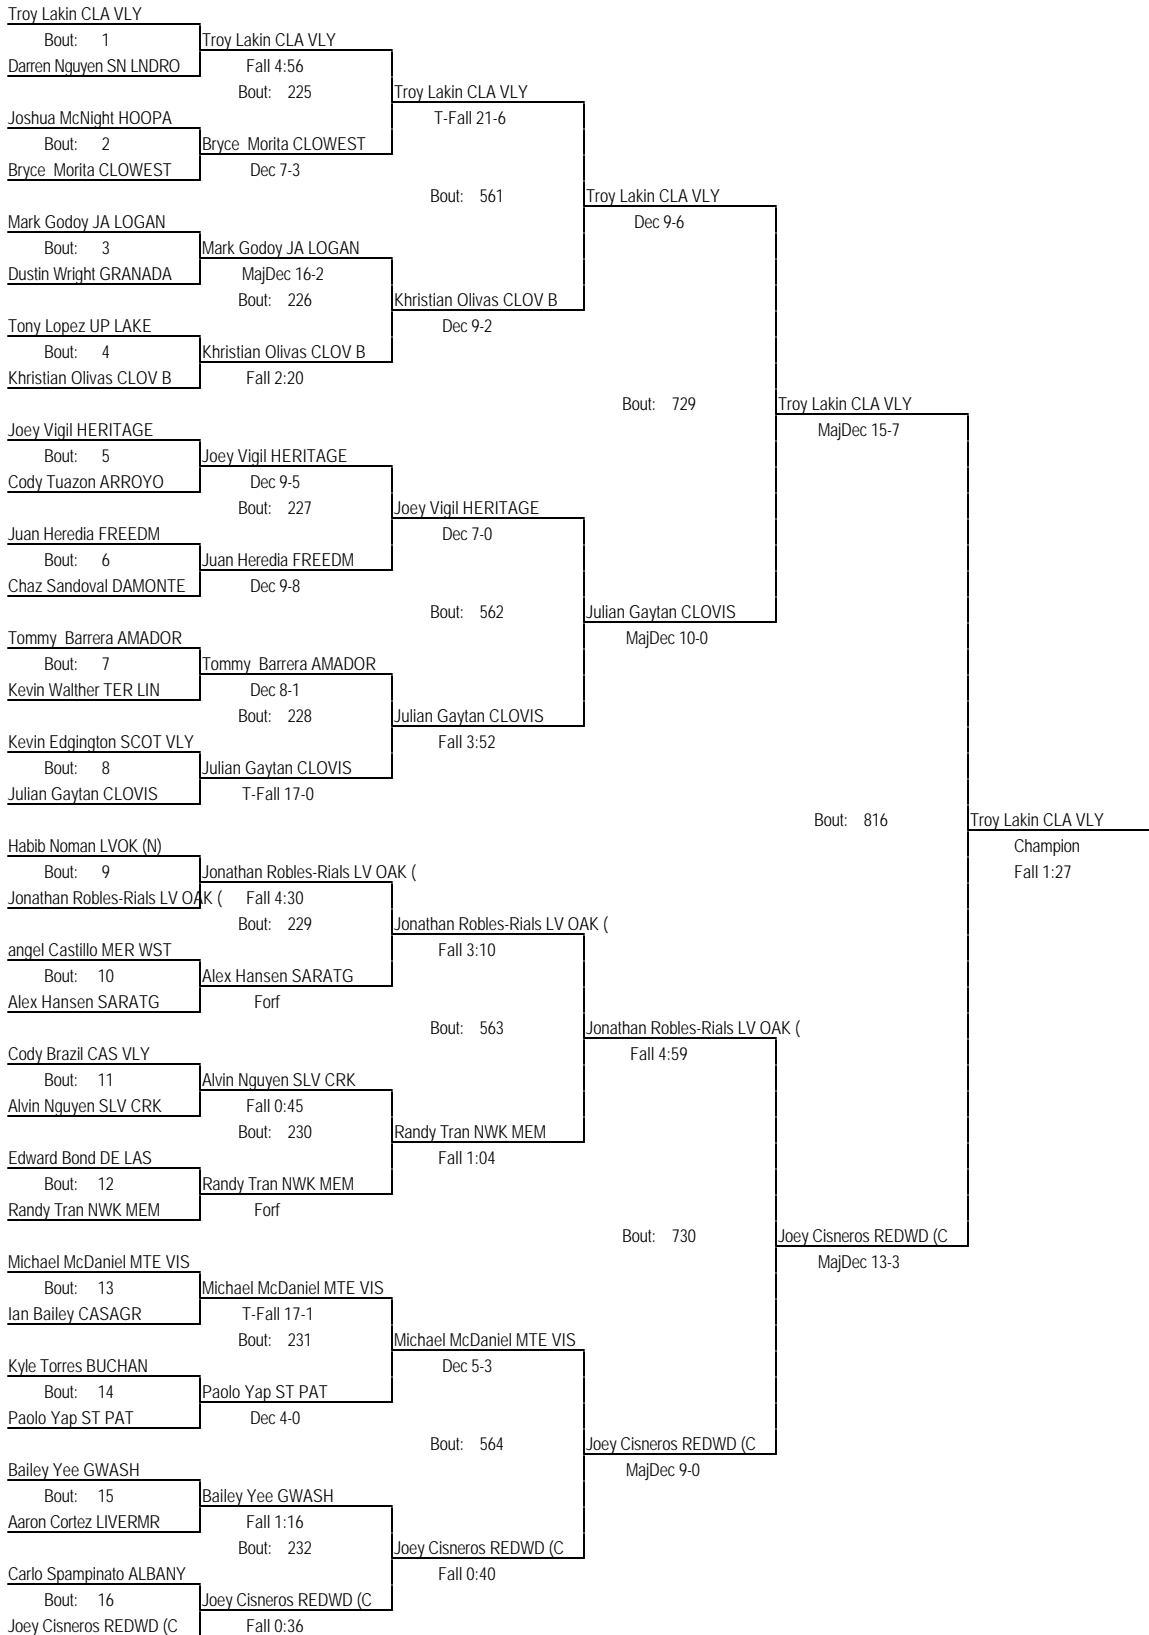 Troy Lakin CLA VLY
Bout: 1 Troy Lakin CLA VLY
Darren Nguyen SN LNDRO Fall 4:56
Bout: 225 Troy Lakin CLA VLY
Joshua McNight HOOPA T-Fall 21-6
Bout: 2 Bryce Morita CLOWEST
Bryce Morita CLOWEST Dec 7-3
Bout: 561 Troy Lakin CLA VLY
Mark Godoy JA LOGAN Dec 9-6
Bout: 3 Mark Godoy JA LOGAN
Dustin Wright GRANADA MajDec 16-2
Bout: 226 Khristian Olivas CLOV B
Tony Lopez UP LAKE Dec 9-2
Bout: 4 Khristian Olivas CLOV B
Khristian Olivas CLOV B Fall 2:20
Bout: 729 Troy Lakin CLA VLY
Joey Vigil HERITAGE MajDec 15-7
Bout: 5 Joey Vigil HERITAGE
Cody Tuazon ARROYO Dec 9-5
Bout: 227 Joey Vigil HERITAGE
Juan Heredia FREEDM Dec 7-0
Bout: 6 Juan Heredia FREEDM
Chaz Sandoval DAMONTE Dec 9-8
Bout: 562 Julian Gaytan CLOVIS
Tommy Barrera AMADOR MajDec 10-0
Bout: 7 Tommy Barrera AMADOR
Kevin Walther TER LIN Dec 8-1
Bout: 228 Julian Gaytan CLOVIS
Kevin Edgington SCOT VLY Fall 3:52
Bout: 8 Julian Gaytan CLOVIS
Julian Gaytan CLOVIS T-Fall 17-0
Bout: 816 Troy Lakin CLA VLY
Habib Noman LVOK (N) Champion
Bout: 9 Jonathan Robles-Rials LV OAK ( Fall 1:27
Jonathan Robles-Rials LV OAK ( Fall 4:30
Bout: 229 Jonathan Robles-Rials LV OAK (
angel Castillo MER WST Fall 3:10
Bout: 10 Alex Hansen SARATG
Alex Hansen SARATG Forf
Bout: 563 Jonathan Robles-Rials LV OAK (
Cody Brazil CAS VLY Fall 4:59
Bout: 11 Alvin Nguyen SLV CRK
Alvin Nguyen SLV CRK Fall 0:45
Bout: 230 Randy Tran NWK MEM
Edward Bond DE LAS Fall 1:04
Bout: 12 Randy Tran NWK MEM
Randy Tran NWK MEM Forf
Bout: 730 Joey Cisneros REDWD (C
Michael McDaniel MTE VIS MajDec 13-3
Bout: 13 Michael McDaniel MTE VIS
Ian Bailey CASAGR T-Fall 17-1
Bout: 231 Michael McDaniel MTE VIS
Kyle Torres BUCHAN Dec 5-3
Bout: 14 Paolo Yap ST PAT
Paolo Yap ST PAT Dec 4-0
Bout: 564 Joey Cisneros REDWD (C
Bailey Yee GWASH MajDec 9-0
Bout: 15 Bailey Yee GWASH
Aaron Cortez LIVERMR Fall 1:16
Bout: 232 Joey Cisneros REDWD (C
Carlo Spampinato ALBANY Fall 0:40
Bout: 16 Joey Cisneros REDWD (C
Joey Cisneros REDWD (C Fall 0:36